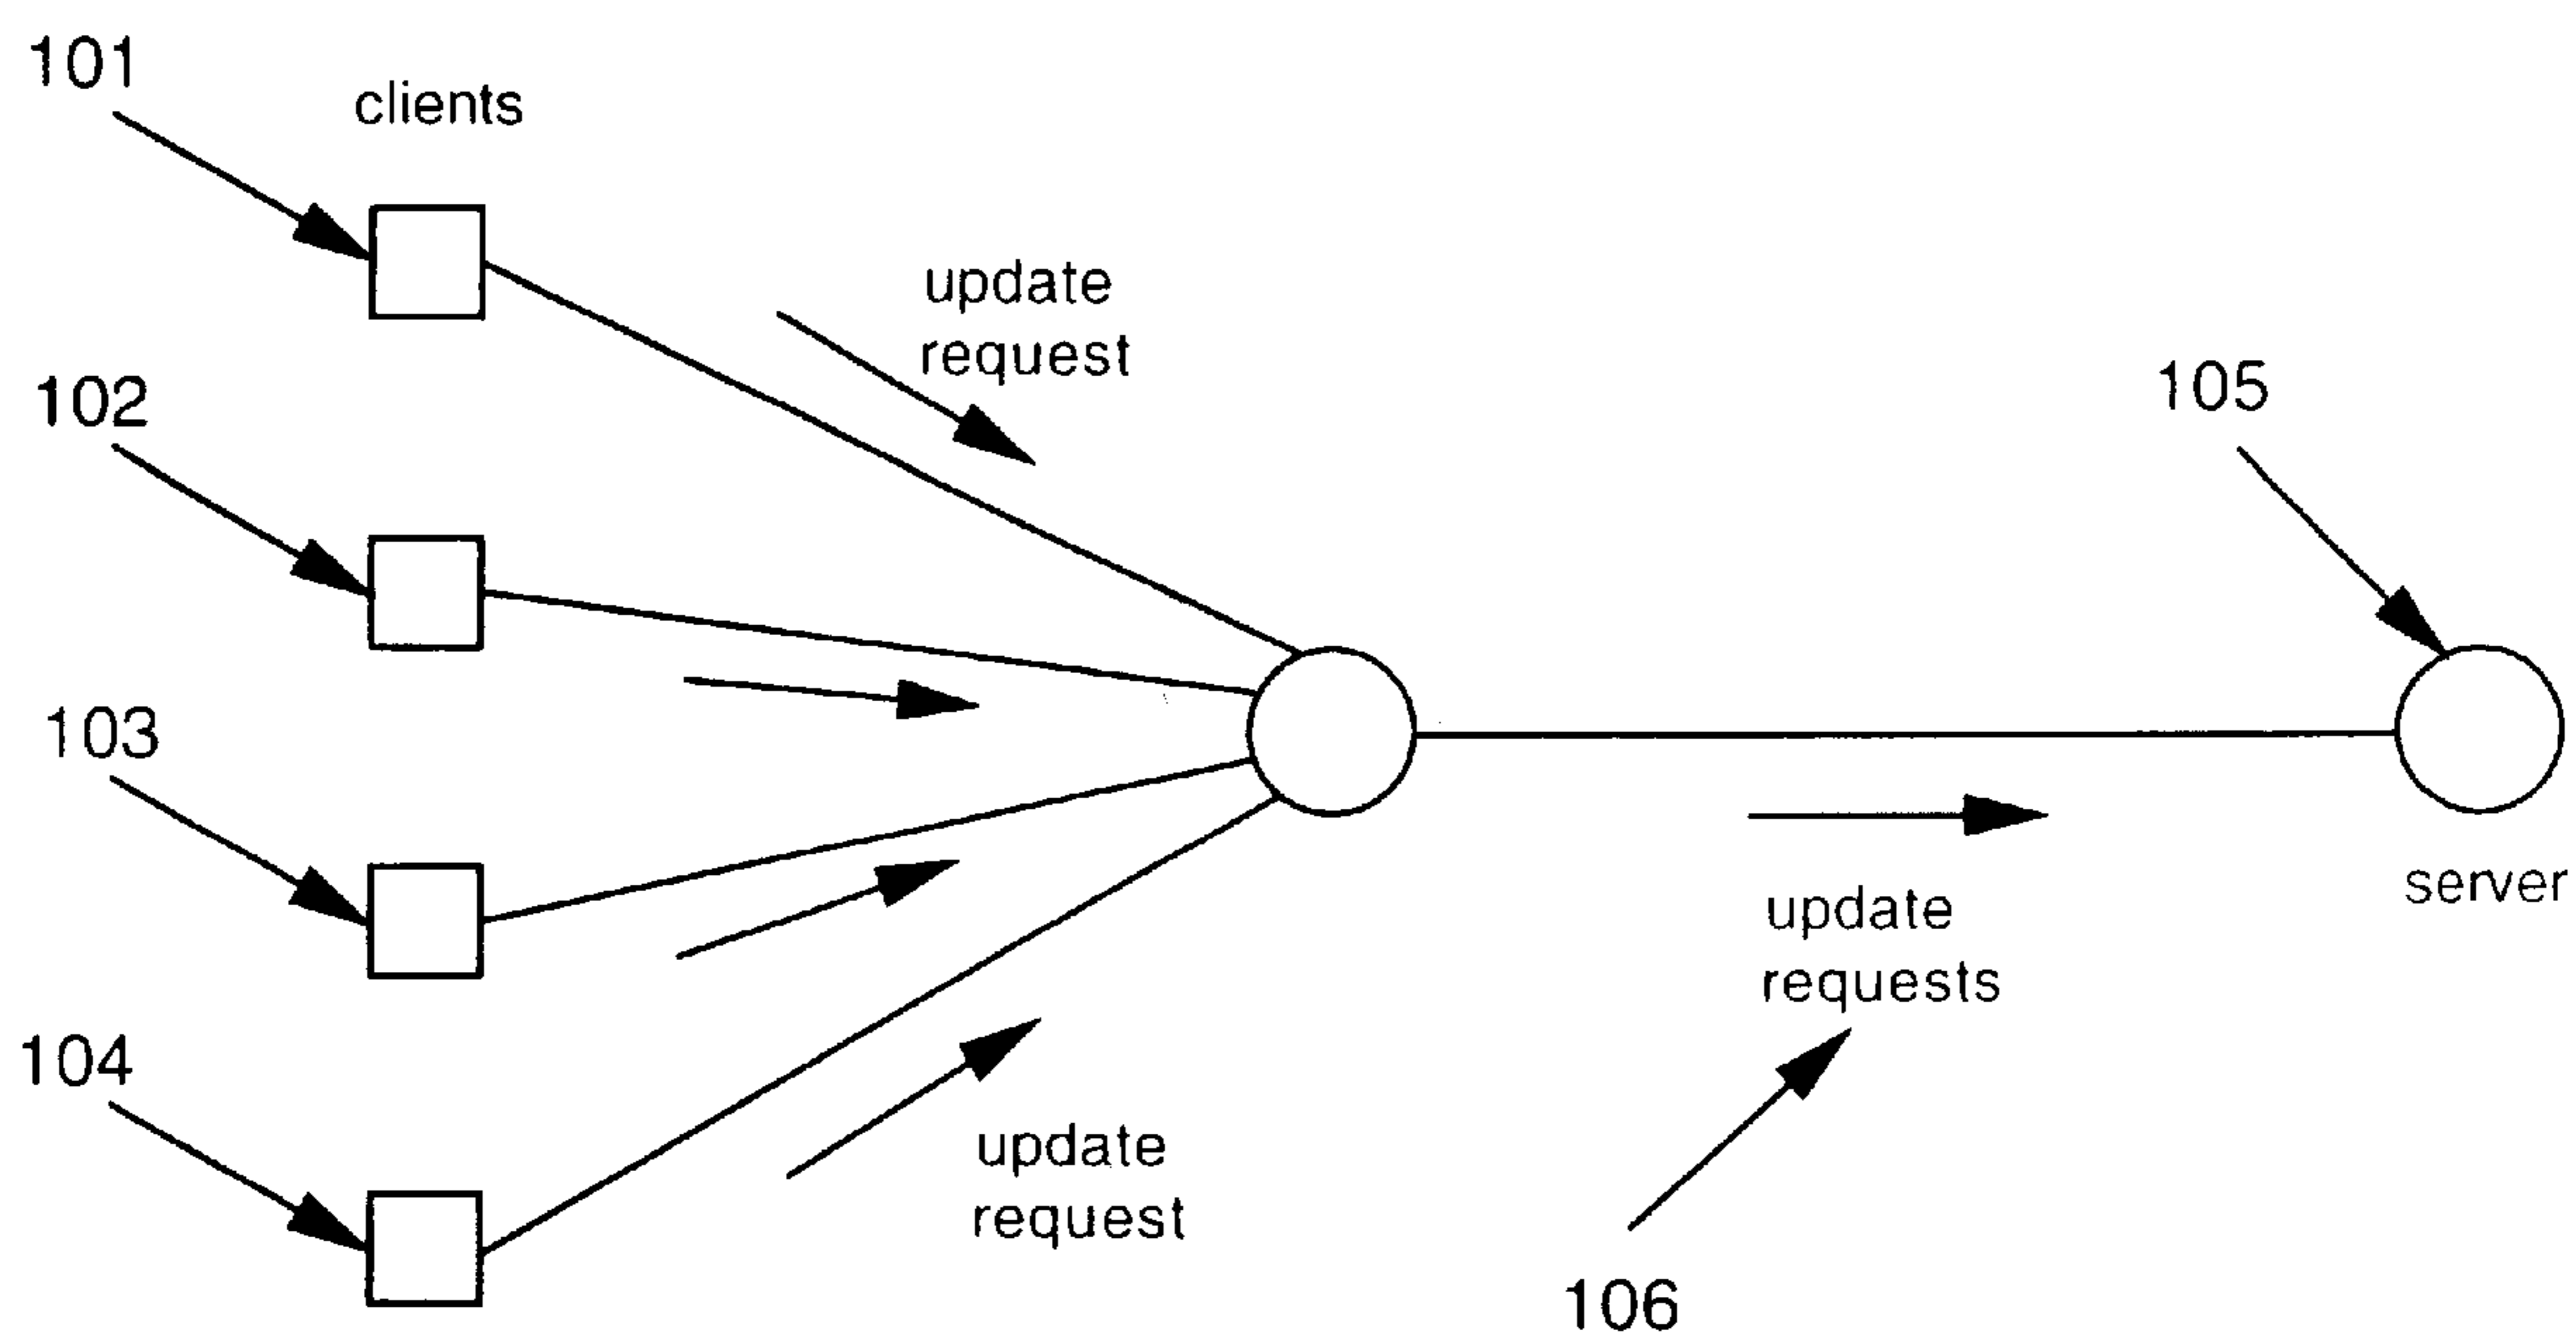 101
clients
update
request
102
105
103
server
update
requests
104
update
request
106